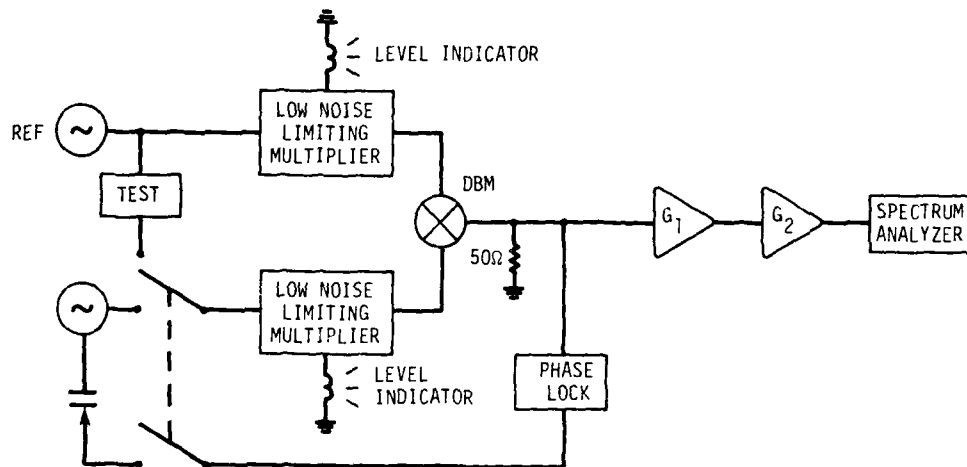 LEVEL INDICATOR
REF
~
LOW NOISE
LIMITING
MULTIPLIER
TEST
DBM
G1
G2
SPECTRUM
ANALYZER
50Ω
~
LOW NOISE
LIMITING
MULTIPLIER
LEVEL
INDICATOR
PHASE
LOCK